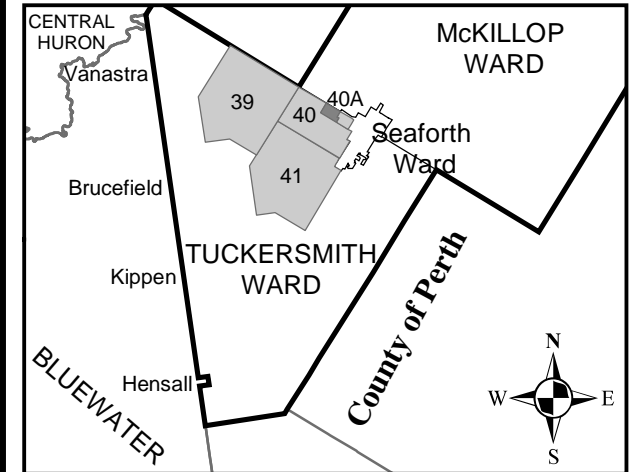 CENTRAL
HURON
McKILLOP
WARD
Vanastra
39
40
40A
Seaforth
Ward
41
Brucefield
TUCKERSMITH
WARD
Kippen
County of Perth
Hensall
BLUEWATER
N
W
E
S